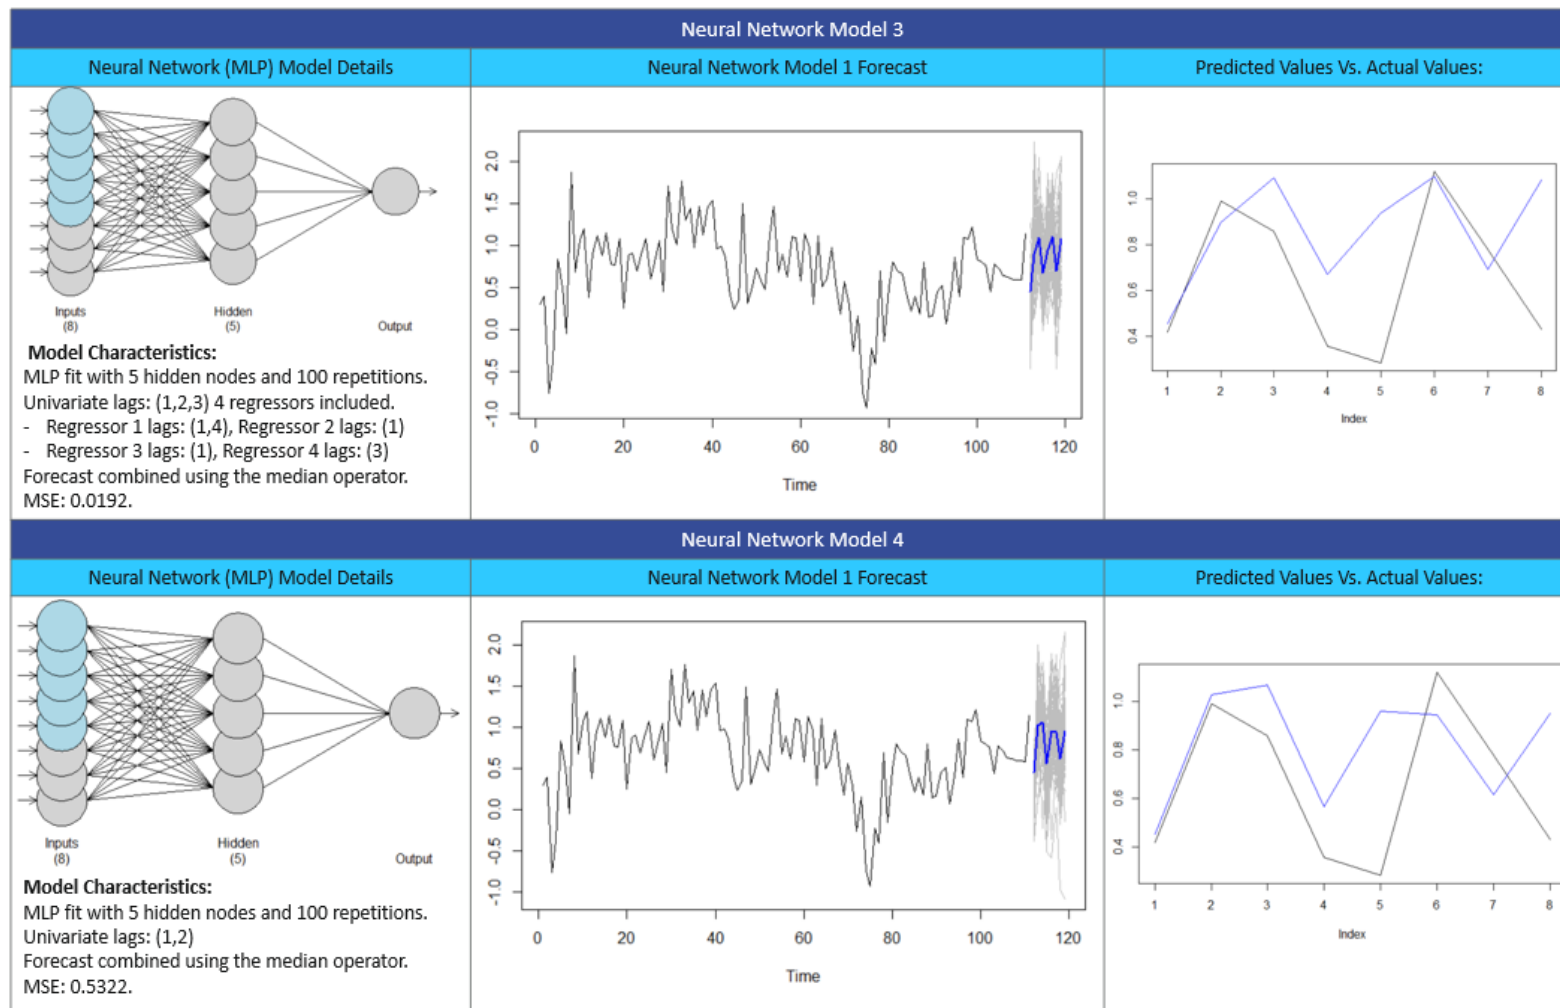 Neural Network Model 3
Neural Network (MLP) Model Details
Neural Network Model 1 Forecast
Predicted Values Vs. Actual Values:
Inputs
(8)
Hidden
(5)
Output
Model Characteristics:
MLP fit with 5 hidden nodes and 100 repetitions.
Univariate lags: (1,2,3) 4 regressors included.
- Regressor 1 lags: (1,4), Regressor 2 lags: (1)
- Regressor 3 lags: (1), Regressor 4 lags: (3)
Forecast combined using the median operator.
MSE: 0.0192.
2.0
1.5
1.0
0.5
0.0
-0.5
-1.0
0 20 40 60 80 100 120
Time
1.0
0.8
0.6
0.4
1 2 3 4 5 6 7 8
Index
Neural Network Model 4
Neural Network (MLP) Model Details
Neural Network Model 1 Forecast
Predicted Values Vs. Actual Values:
Inputs
(8)
Hidden
(5)
Output
Model Characteristics:
MLP fit with 5 hidden nodes and 100 repetitions.
Univariate lags: (1,2)
Forecast combined using the median operator.
MSE: 0.5322.
2.0
1.5
1.0
0.5
0.0
-0.5
-1.0
0 20 40 60 80 100 120
Time
1.0
0.8
0.6
0.4
1 2 3 4 5 6 7 8
Index